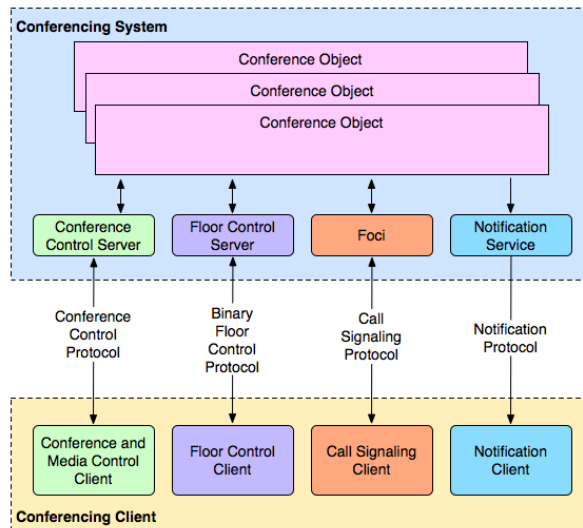 Conferencing System
Conference Object
Conference Object
Conference Object
Conference
Control Server
Floor Control
Server
Foci
Notification
Service
Conference
Control
Protocol
Binary
Floor
Control
Protocol
Call
Signaling
Protocol
Notification
Protocol
Conference and
Media Control
Client
Floor Control
Client
Call Signaling
Client
Notification
Client
Conferencing Client